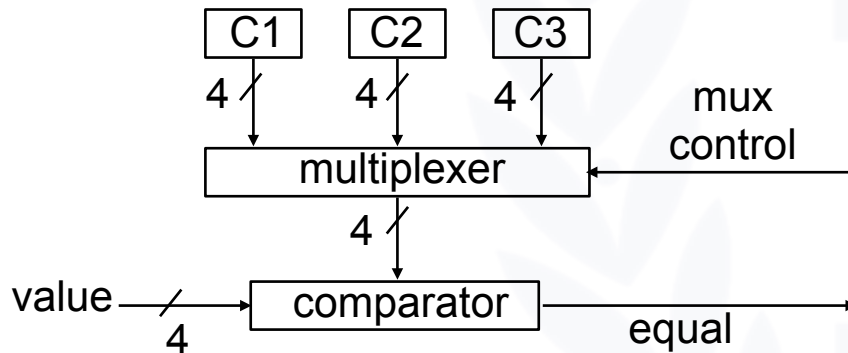 C1 C2 C3
4 4 4
mux
control
multiplexer
4
value
4
comparator
equal